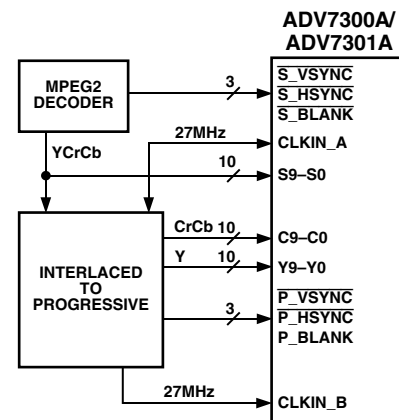 ADV7300A/
ADV7301A
MPEG2
DECODER
3
S_VSYNC
S_HSYNC
S_BLANK
YCrCb
27MHz
CLKIN_A
10
S9–S0
INTERLACED
TO
PROGRESSIVE
CrCb 10
C9–C0
Y 10
Y9–Y0
3
P_VSYNC
P_HSYNC
P_BLANK
27MHz
CLKIN_B